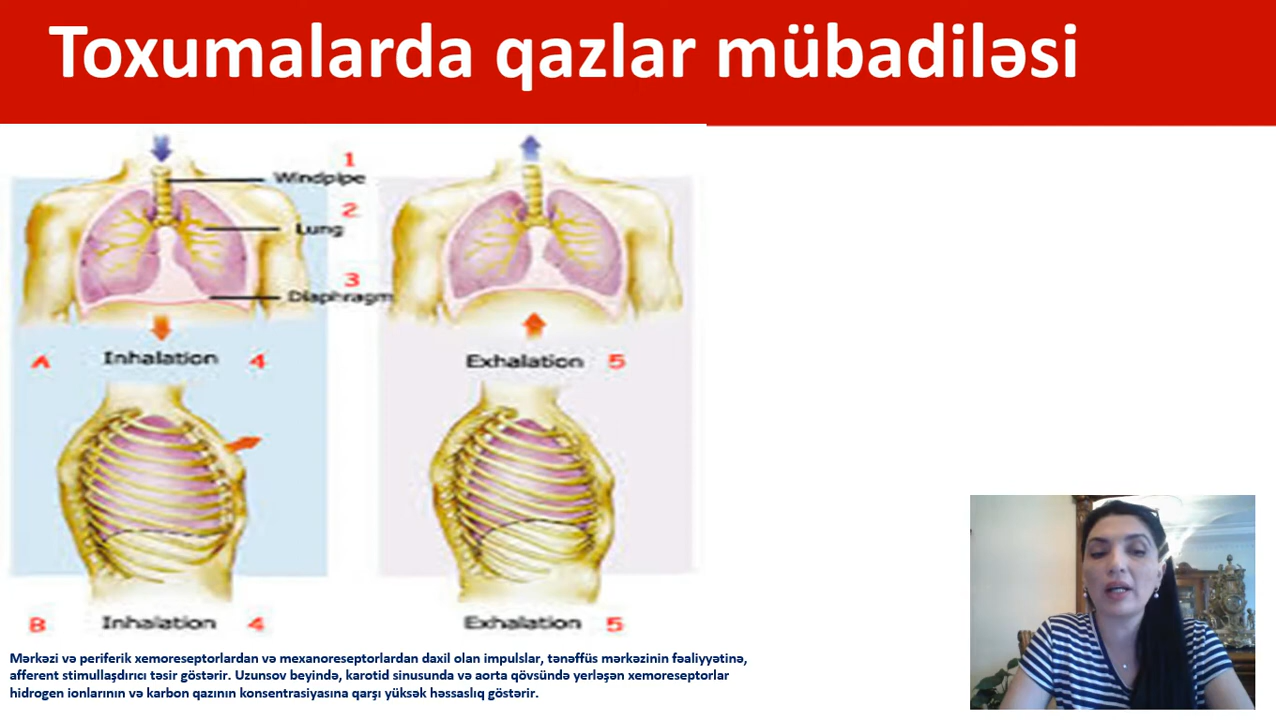 Toxumalarda qazlar mübadiləsi
1
Windpipe
2
Lung
3
Diaphragm
A Inhalation 4
Exhalation 5
B Inhalation 4
Exhalation 5
Mərkəzi və periferik xemoreseptorlardan və mexanoreseptorlardan daxil olan impulslar, tənəffüs mərkəzinin fəaliyyətinə,
afferent stimullaşdırıcı təsir göstərir. Uzunsov beyində, karotid sinusunda və aorta qövsündə yerləşən xemoreseptorlar
hidrogen ionlarının və karbon qazının konsentrasiyasına qarşı yüksək həssaslıq göstərir.